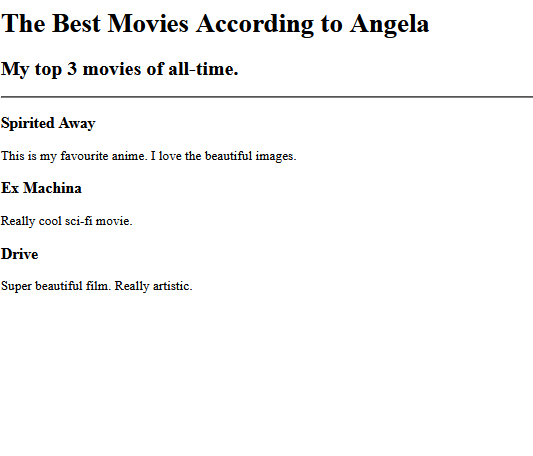 The Best Movies According to Angela
My top 3 movies of all-time.
Spirited Away
This is my favourite anime. I love the beautiful images.
Ex Machina
Really cool sci-fi movie.
Drive
Super beautiful film. Really artistic.